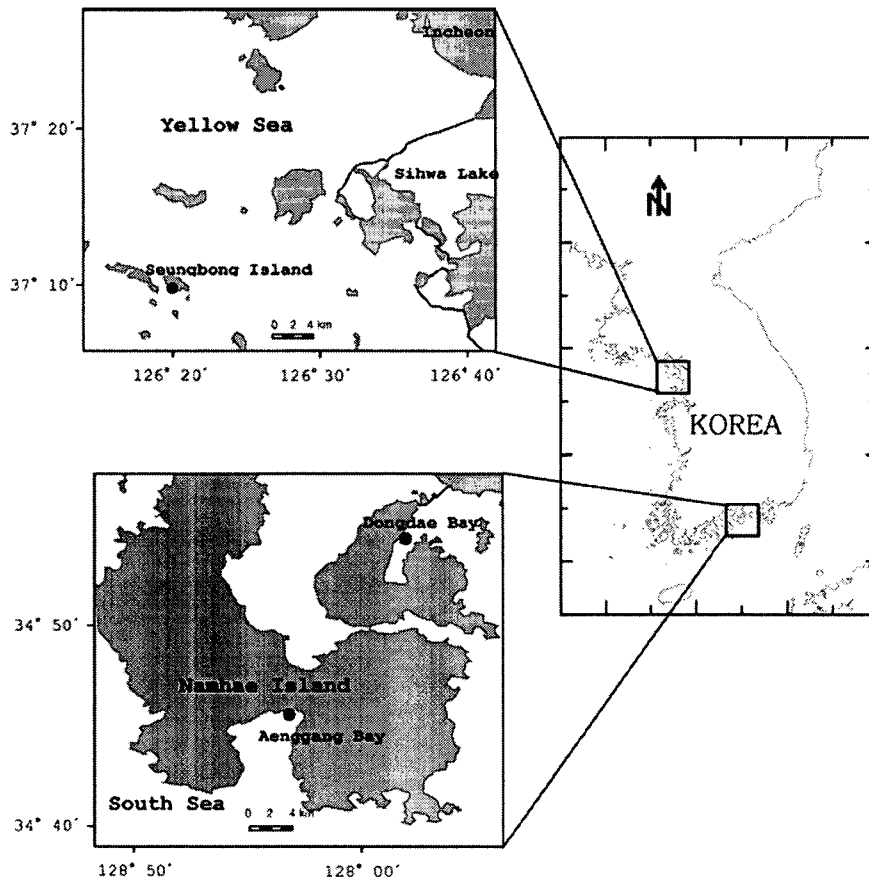 Incheon
Yellow Sea
37° 20′
Sihwa Lake
Seungbong Island
37° 10′
0 2 4 km
126° 20′
126° 30′
126° 40′
N
KOREA
Dongdae Bay
34° 50′
Namhae Island
Aenggang Bay
South Sea
0 2 4 km
34° 40′
128° 50′
128° 00′